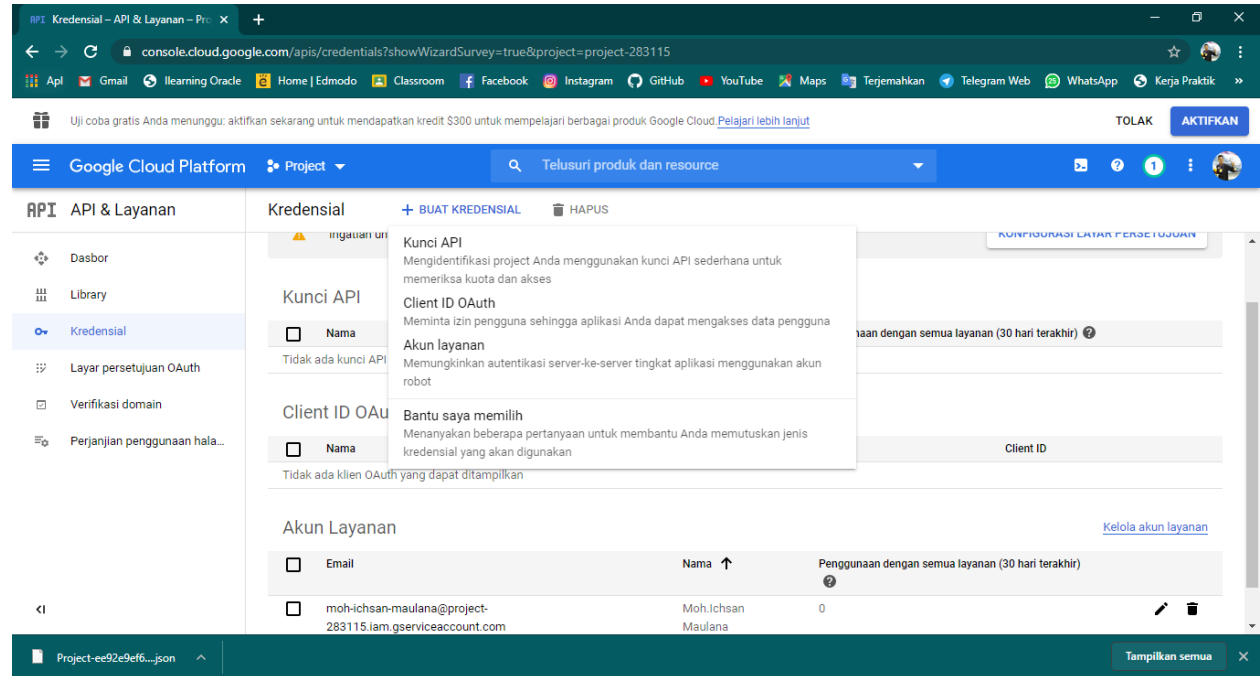 API Kredensial – API & Layanan – Pro
console.cloud.google.com/apis/credentials?showWizardSurvey=true&project=project-283115
Apl Gmail Ilearning Oracle Home | Edmodo Classroom Facebook Instagram GitHub YouTube Maps Terjemahkan Telegram Web WhatsApp Kerja Praktik »
Uji coba gratis Anda menunggu: aktifkan sekarang untuk mendapatkan kredit $300 untuk mempelajari berbagai produk Google Cloud. Pelajari lebih lanjut TOLAK AKTIFKAN
Google Cloud Platform Project Telusuri produk dan resource 1
API API & Layanan
Dasbor
Library
Kredensial
Layar persetujuan OAuth
Verifikasi domain
Perjanjian penggunaan hala...
Kredensial + BUAT KREDENSIAL HAPUS
Ingatlah un KONFIGURASI LAYAR PERSETUJUAN
Kunci API
Mengidentifikasi project Anda menggunakan kunci API sederhana untuk
memeriksa kuota dan akses
Client ID OAuth
Meminta izin pengguna sehingga aplikasi Anda dapat mengakses data pengguna
Akun layanan
Memungkinkan autentikasi server-ke-server tingkat aplikasi menggunakan akun
robot
Bantu saya memilih
Menanyakan beberapa pertanyaan untuk membantu Anda memutuskan jenis
kredensial yang akan digunakan
Kunci API
Nama naan dengan semua layanan (30 hari terakhir)
Tidak ada kunci API
Client ID OAu
Nama Client ID
Tidak ada klien OAuth yang dapat ditampilkan
Akun Layanan Kelola akun layanan
Email Nama Penggunaan dengan semua layanan (30 hari terakhir)
moh-ichsan-maulana@project-
283115.iam.gserviceaccount.com
Moh.Ichsan
Maulana
0
Project-ee92e9ef6....json Tampilkan semua